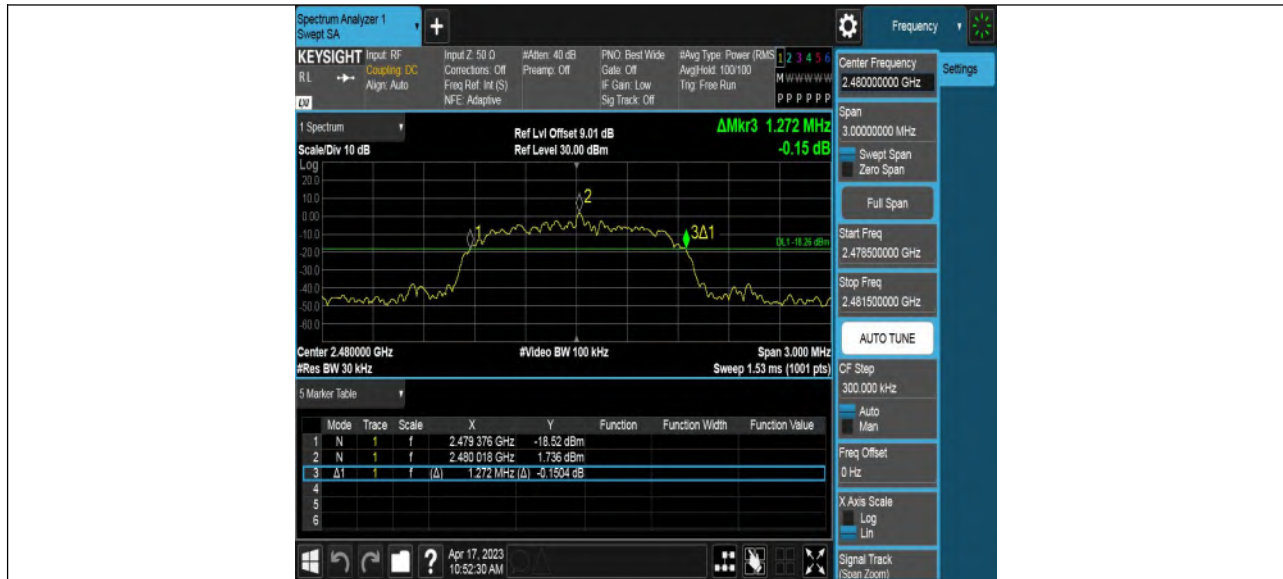 Spectrum Analyzer 1
Swept SA
+
Frequency
Settings
KEYSIGHT
RL
LXI
Input: RF
Coupling: DC
Align: Auto
Input Z: 50 Ω
Corrections: Off
Freq Ref: Int (S)
NFE: Adaptive
#Atten: 40 dB
Preamp: Off
PNO: Best Wide
Gate: Off
IF Gain: Low
Sig Track: Off
#Avg Type: Power (RMS
Avg|Hold: 100/100
Trig: Free Run
1 2 3 4 5 6
M W W W W W
P P P P P P
1 Spectrum
Scale/Div 10 dB
Ref Lvl Offset 9.01 dB
Ref Level 30.00 dBm
ΔMkr3 1.272 MHz
-0.15 dB
Log
20.0
10.0
0.00
-10.0
-20.0
-30.0
-40.0
-50.0
-60.0
1
2
3Δ1
DL1 -18.26 dBm
Center 2.480000 GHz
#Video BW 100 kHz
Span 3.000 MHz
#Res BW 30 kHz
Sweep 1.53 ms (1001 pts)
5 Marker Table
Mode Trace Scale X Y Function Function Width Function Value
1 N 1 f 2.479 376 GHz -18.52 dBm
2 N 1 f 2.480 018 GHz 1.736 dBm
3 Δ1 1 f (Δ) 1.272 MHz (Δ) -0.1504 dB
4
5
6
?
Apr 17, 2023
10:52:30 AM
Center Frequency
2.480000000 GHz
Span
3.00000000 MHz
Swept Span
Zero Span
Full Span
Start Freq
2.478500000 GHz
Stop Freq
2.481500000 GHz
AUTO TUNE
CF Step
300.000 kHz
Auto
Man
Freq Offset
0 Hz
X Axis Scale
Log
Lin
Signal Track
(Span Zoom)